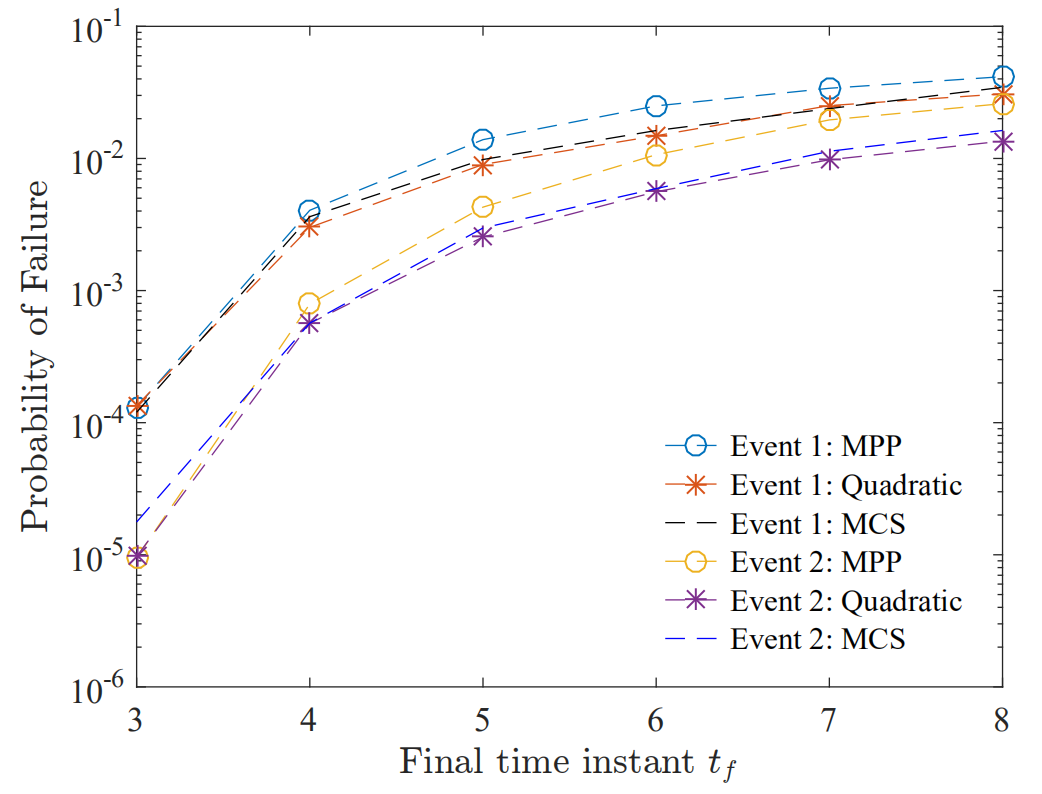 10^-1
10^-2
10^-3
10^-4
10^-5
10^-6
Probability of Failure
Event 1: MPP
Event 1: Quadratic
Event 1: MCS
Event 2: MPP
Event 2: Quadratic
Event 2: MCS
3 4 5 6 7 8
Final time instant t_f